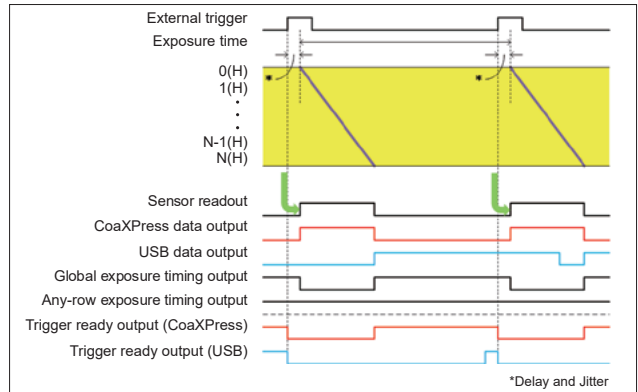 External trigger
Exposure time
*
*
0(H)
1(H)
•
•
•
N-1(H)
N(H)
Sensor readout
CoaXPress data output
USB data output
Global exposure timing output
Any-row exposure timing output
Trigger ready output (CoaXPress)
Trigger ready output (USB)
*Delay and Jitter